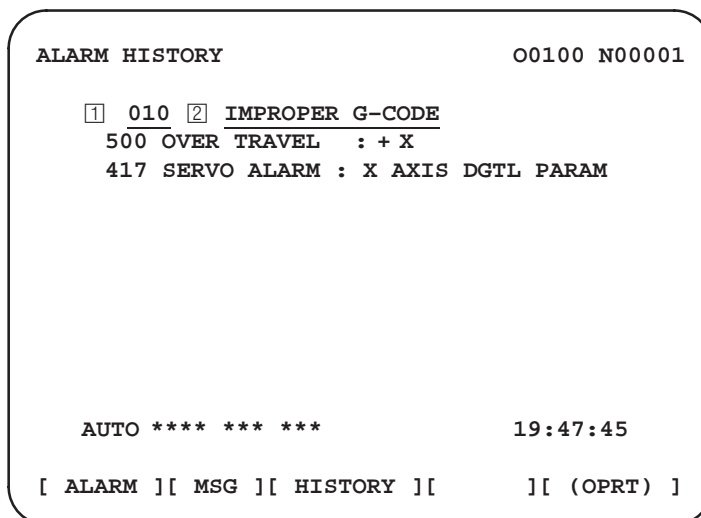 ALARM HISTORY O0100 N00001
1 010 2 IMPROPER G-CODE
500 OVER TRAVEL : + X
417 SERVO ALARM : X AXIS DGTL PARAM
AUTO **** *** *** 19:47:45
[ ALARM ][ MSG ][ HISTORY ][ ][ (OPRT) ]